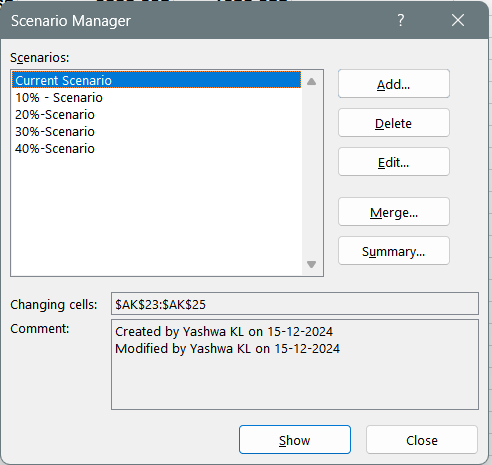 Scenario Manager
?
Scenarios:
Current Scenario
10% - Scenario
20%-Scenario
30%-Scenario
40%-Scenario
Add...
Delete
Edit...
Merge...
Summary...
Changing cells:
$AK$23:$AK$25
Comment:
Created by Yashwa KL on 15-12-2024
Modified by Yashwa KL on 15-12-2024
Show
Close